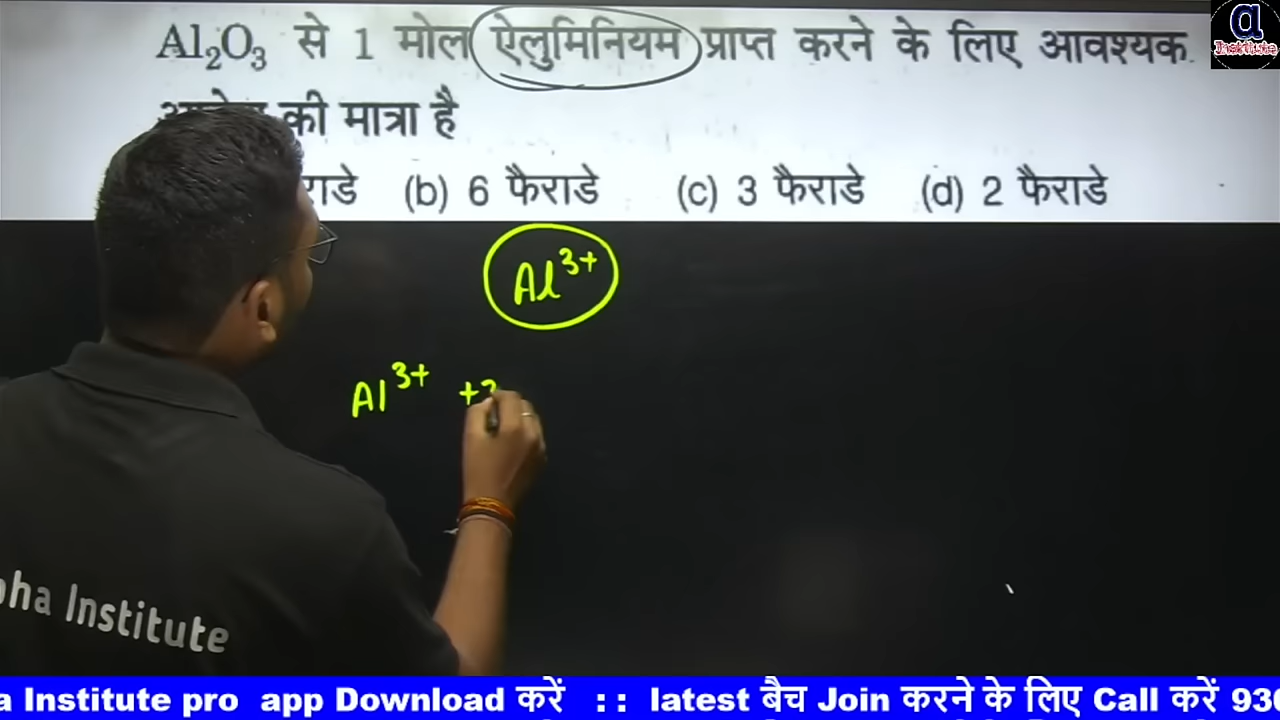 Al₂O₃ से 1 मोल ऐलुमिनियम प्राप्त करने के लिए आवश्यक
की मात्रा है
(b) 6 फैराडे (c) 3 फैराडे (d) 2 फैराडे
α
Institute
Al³⁺
Al³⁺ +
Institute
Institute pro app Download करें :: latest बैच Join करने के लिए Call करें